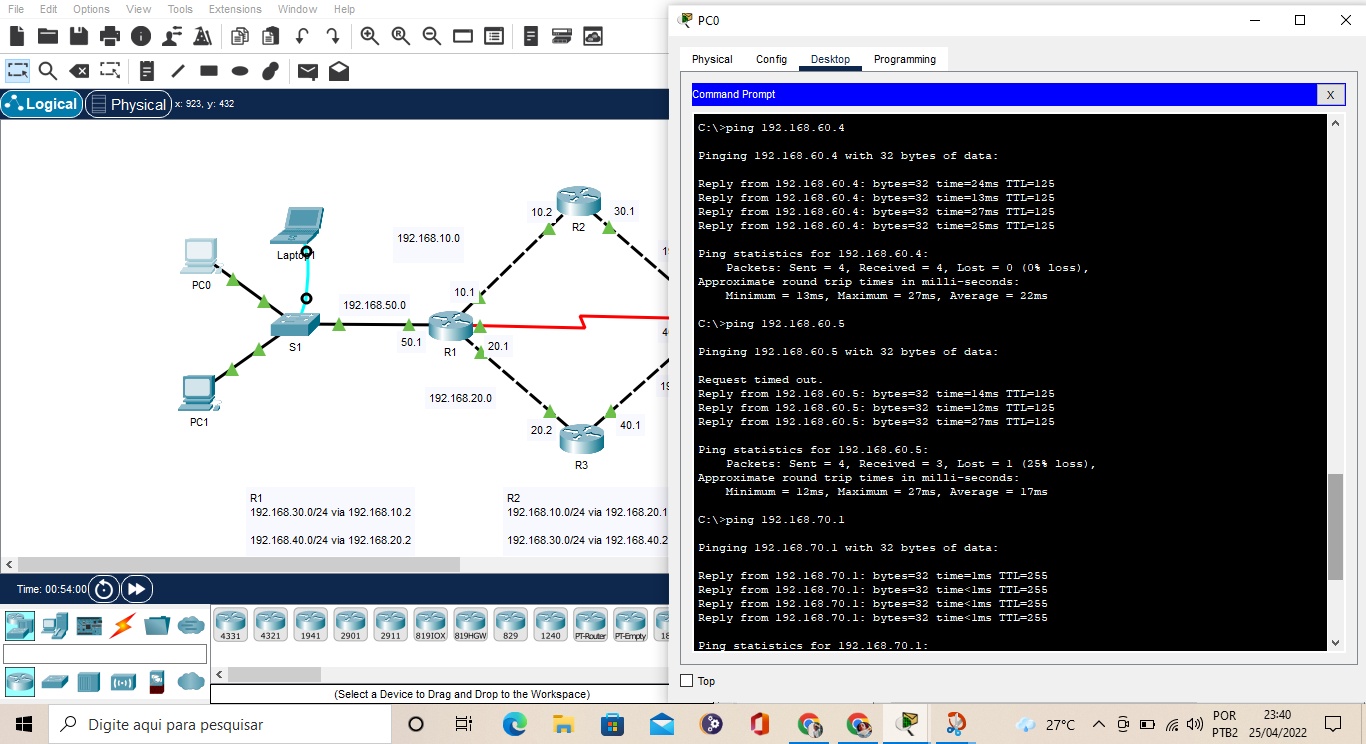 File Edit Options View Tools Extensions Window Help
Logical Physical x: 923, y: 432
192.168.10.0
10.2
30.1
R2
Laptop1
PC0
192.168.50.0
10.1
S1
50.1
R1
20.1
192.168.20.0
PC1
20.2
40.1
R3
R1
192.168.30.0/24 via 192.168.10.2
192.168.40.0/24 via 192.168.20.2
R2
192.168.10.0/24 via 192.168.20.1
192.168.30.0/24 via 192.168.40.2
Time: 00:54:00
4331 4321 1941 2901 2911 819IOX 819HGW 829 1240 PT-Router PT-Empty
(Select a Device to Drag and Drop to the Workspace)
PC0
Physical Config Desktop Programming
Command Prompt X
C:\>ping 192.168.60.4
Pinging 192.168.60.4 with 32 bytes of data:
Reply from 192.168.60.4: bytes=32 time=24ms TTL=125
Reply from 192.168.60.4: bytes=32 time=13ms TTL=125
Reply from 192.168.60.4: bytes=32 time=27ms TTL=125
Reply from 192.168.60.4: bytes=32 time=25ms TTL=125
Ping statistics for 192.168.60.4:
Packets: Sent = 4, Received = 4, Lost = 0 (0% loss),
Approximate round trip times in milli-seconds:
Minimum = 13ms, Maximum = 27ms, Average = 22ms
C:\>ping 192.168.60.5
Pinging 192.168.60.5 with 32 bytes of data:
Request timed out.
Reply from 192.168.60.5: bytes=32 time=14ms TTL=125
Reply from 192.168.60.5: bytes=32 time=12ms TTL=125
Reply from 192.168.60.5: bytes=32 time=27ms TTL=125
Ping statistics for 192.168.60.5:
Packets: Sent = 4, Received = 3, Lost = 1 (25% loss),
Approximate round trip times in milli-seconds:
Minimum = 12ms, Maximum = 27ms, Average = 17ms
C:\>ping 192.168.70.1
Pinging 192.168.70.1 with 32 bytes of data:
Reply from 192.168.70.1: bytes=32 time=1ms TTL=255
Reply from 192.168.70.1: bytes=32 time<1ms TTL=255
Reply from 192.168.70.1: bytes=32 time<1ms TTL=255
Reply from 192.168.70.1: bytes=32 time<1ms TTL=255
Ping statistics for 192.168.70.1:
Top
Digite aqui para pesquisar
27°C
POR
PTB2
23:40
25/04/2022